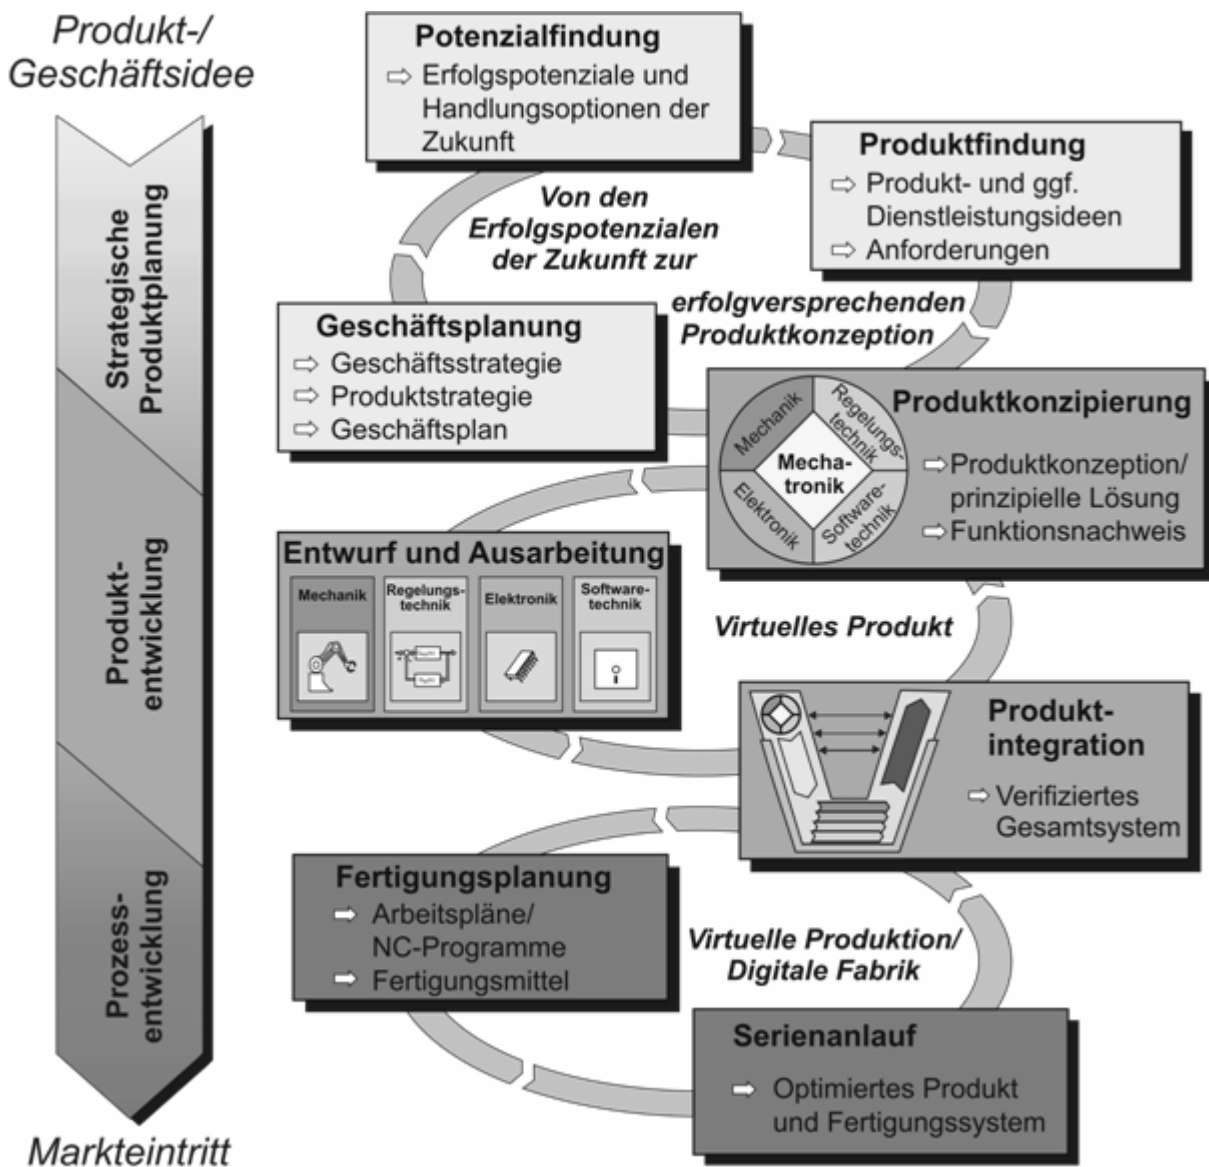 Produkt-/
Geschäftsidee
Strategische
Produktplanung
Produkt-
entwicklung
Prozess-
entwicklung
Markteintritt
Potenzialfindung
Erfolgspotenziale und
Handlungsoptionen der
Zukunft
Produktfindung
Produkt- und ggf.
Dienstleistungsideen
Anforderungen
Von den
Erfolgspotenzialen
der Zukunft zur
erfolgversprechenden
Produktkonzeption
Geschäftsplanung
Geschäftsstrategie
Produktstrategie
Geschäftsplan
Mechanik
Regelungs-
technik
Mecha-
tronik
Elektronik
Software-
technik
Produktkonzipierung
Produktkonzeption/
prinzipielle Lösung
Funktionsnachweis
Entwurf und Ausarbeitung
Mechanik
Regelungs-
technik
Elektronik
Software-
technik
Virtuelles Produkt
Produkt-
integration
Verifiziertes
Gesamtsystem
Fertigungsplanung
Arbeitspläne/
NC-Programme
Fertigungsmittel
Virtuelle Produktion/
Digitale Fabrik
Serienanlauf
Optimiertes Produkt
und Fertigungssystem